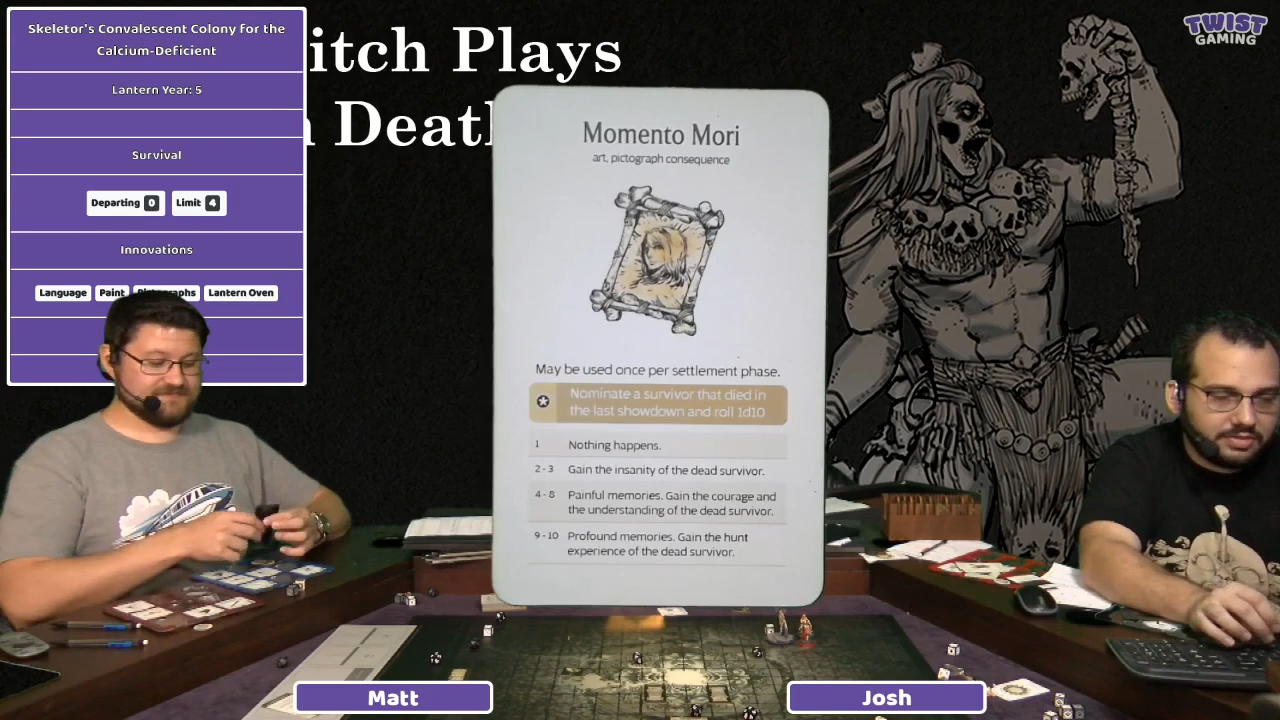 Skeletor's Convalescent Colony for the
Calcium-Deficient
Lantern Year: 5
Survival
Departing 0 Limit 4
Innovations
Language Paint Lantern Oven
itch Plays
Death
TWIST
GAMING
Momento Mori
art, pictograph consequence
May be used once per settlement phase.
Nominate a survivor that died in
the last showdown and roll 1d10
1 Nothing happens.
2 - 3 Gain the insanity of the dead survivor.
4 - 8 Painful memories. Gain the courage and
the understanding of the dead survivor.
9 - 10 Profound memories. Gain the hunt
experience of the dead survivor.
Matt
Josh